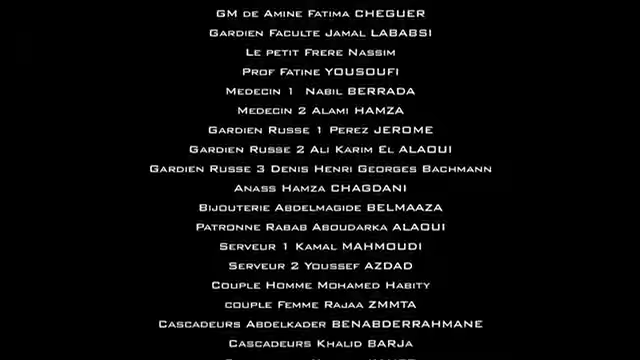 GM de Amine Fatima CHEGUER
Gardien Faculte Jamal LABABSI
Le petit Frere Nassim
Prof Fatine YOUSOUFI
Medecin 1 Nabil BERRADA
Medecin 2 Alami HAMZA
Gardien Russe 1 Perez JEROME
Gardien Russe 2 Ali Karim El ALAOUI
Gardien Russe 3 Denis Henri Georges Bachmann
Anass Hamza CHAGDANI
Bijouterie Abdelmagide BELMAAZA
Patronne Rabab Aboudarka ALAOUI
Serveur 1 Kamal MAHMOUDI
Serveur 2 Youssef AZDAD
Couple Homme Mohamed Habity
couple Femme Rajaa ZMMTA
Cascadeurs Abdelkader BENABDERRAHMANE
Cascadeurs Khalid BARJA